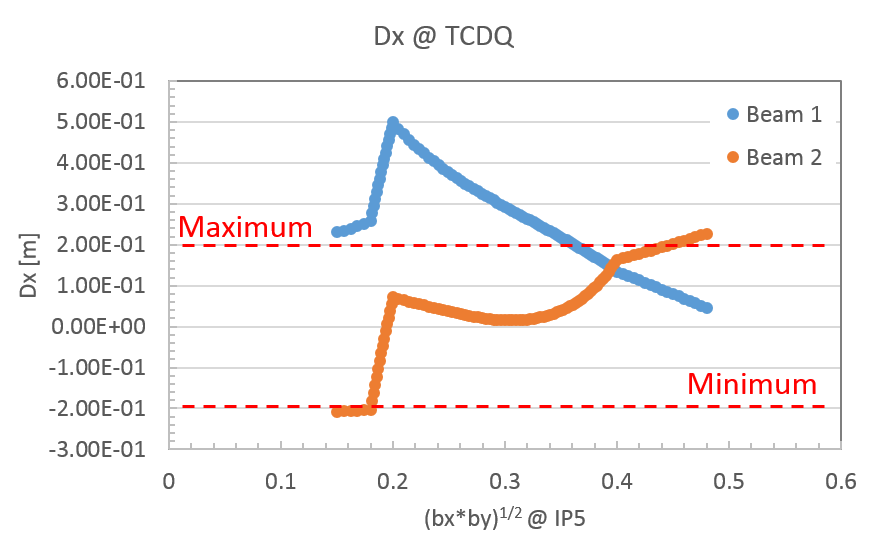 Dx @ TCDQ
6.00E-01
5.00E-01
4.00E-01
3.00E-01
2.00E-01
1.00E-01
0.00E+00
-1.00E-01
-2.00E-01
-3.00E-01
Dx [m]
Beam 1
Beam 2
Maximum
Minimum
0 0.1 0.2 0.3 0.4 0.5 0.6
(bx*by)^1/2 @ IP5